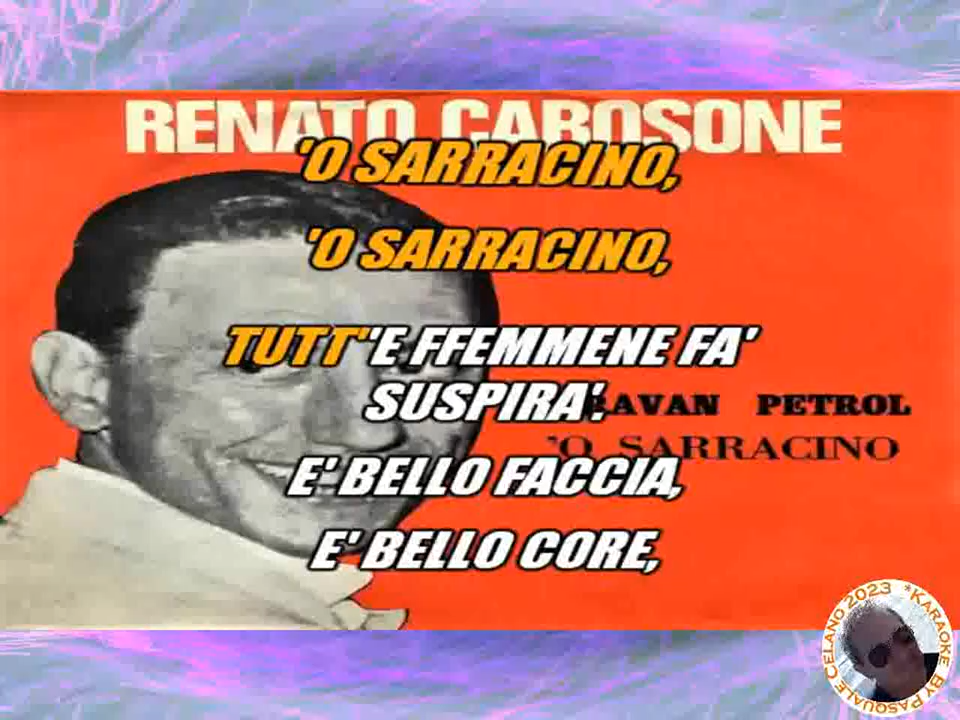 RENATO CAROSONE
'O SARRACINO,
'O SARRACINO,
TUTT''E FFEMMENE FA'
SUSPIRA'.
RAVAN PETROL
'O SARRACINO
E' BELLO FACCIA,
E' BELLO CORE,
*KARAOKE BY PASQUALE CELANO 2023